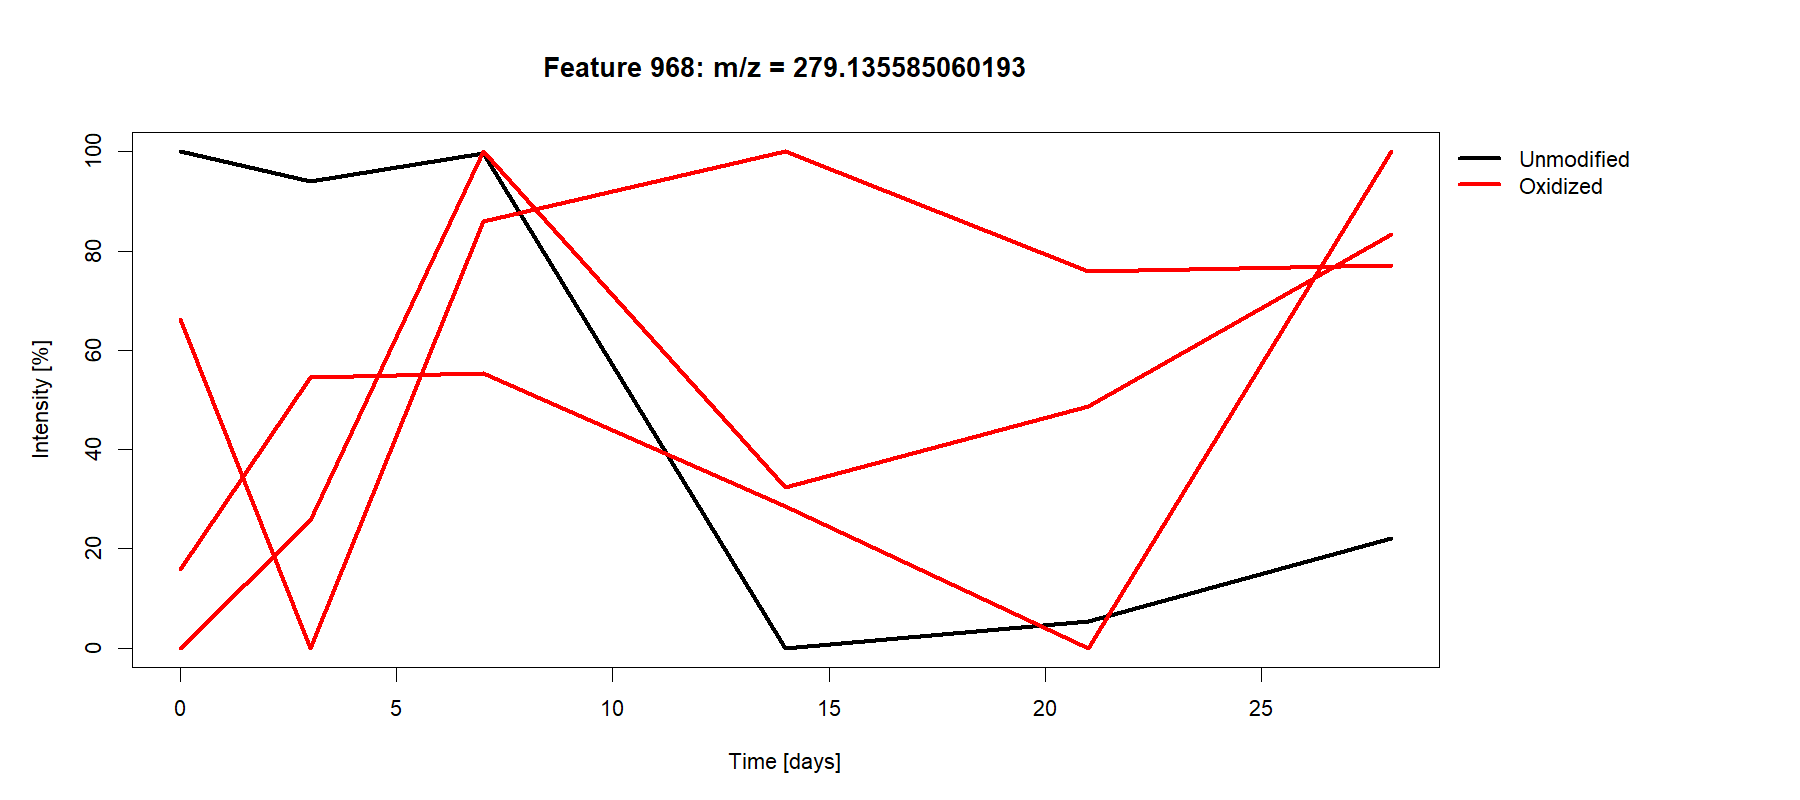 Feature 968: m/z = 279.135585060193
Unmodified
Oxidized
100
80
60
40
20
0
Intensity [%]
0 5 10 15 20 25
Time [days]